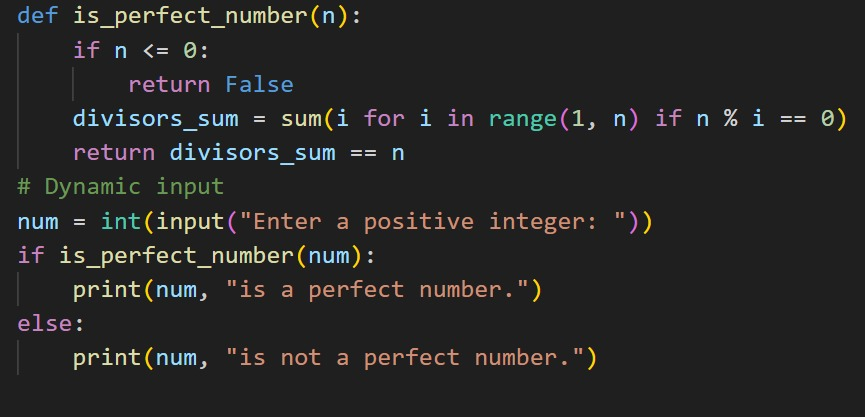 def is_perfect_number(n):
    if n <= 0:
        return False
    divisors_sum = sum(i for i in range(1, n) if n % i == 0)
    return divisors_sum == n
# Dynamic input
num = int(input("Enter a positive integer: "))
if is_perfect_number(num):
    print(num, "is a perfect number.")
else:
    print(num, "is not a perfect number.")